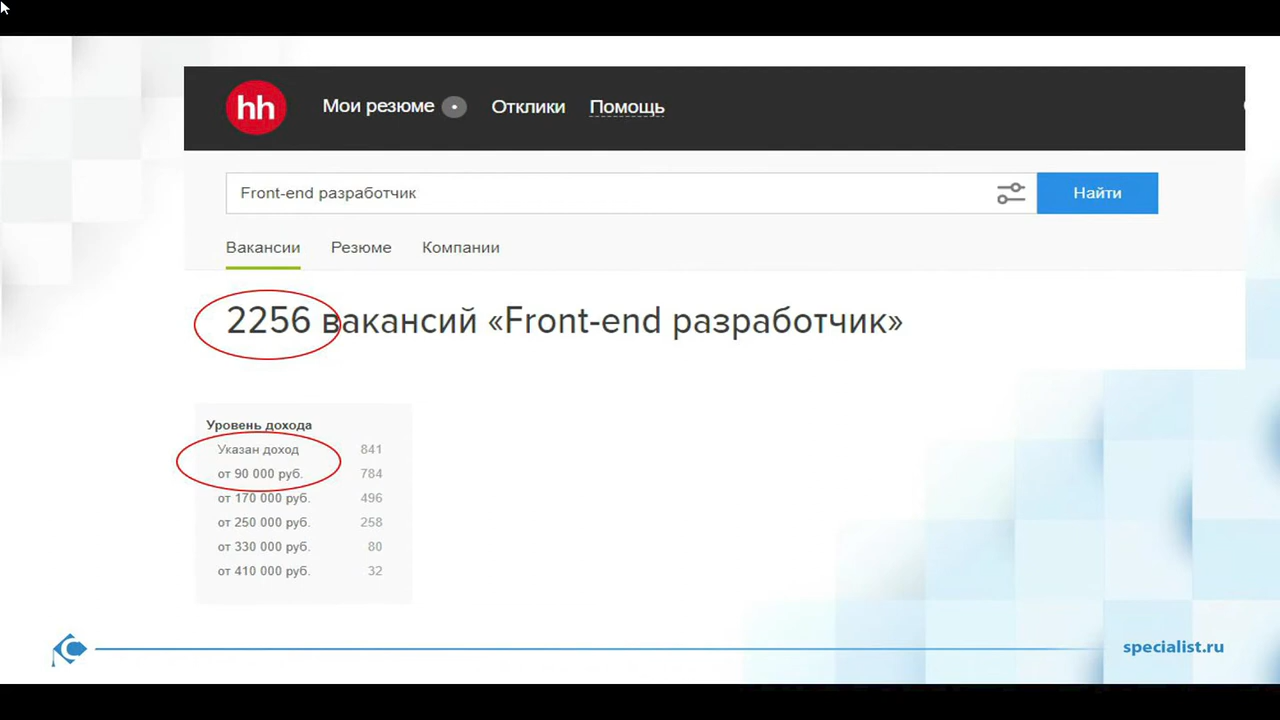 hh Мои резюме Отклики Помощь
Front-end разработчик Найти
Вакансии Резюме Компании
2256 вакансий «Front-end разработчик»
Уровень дохода
Указан доход 841
от 90 000 руб. 784
от 170 000 руб. 496
от 250 000 руб. 258
от 330 000 руб. 80
от 410 000 руб. 32
specialist.ru